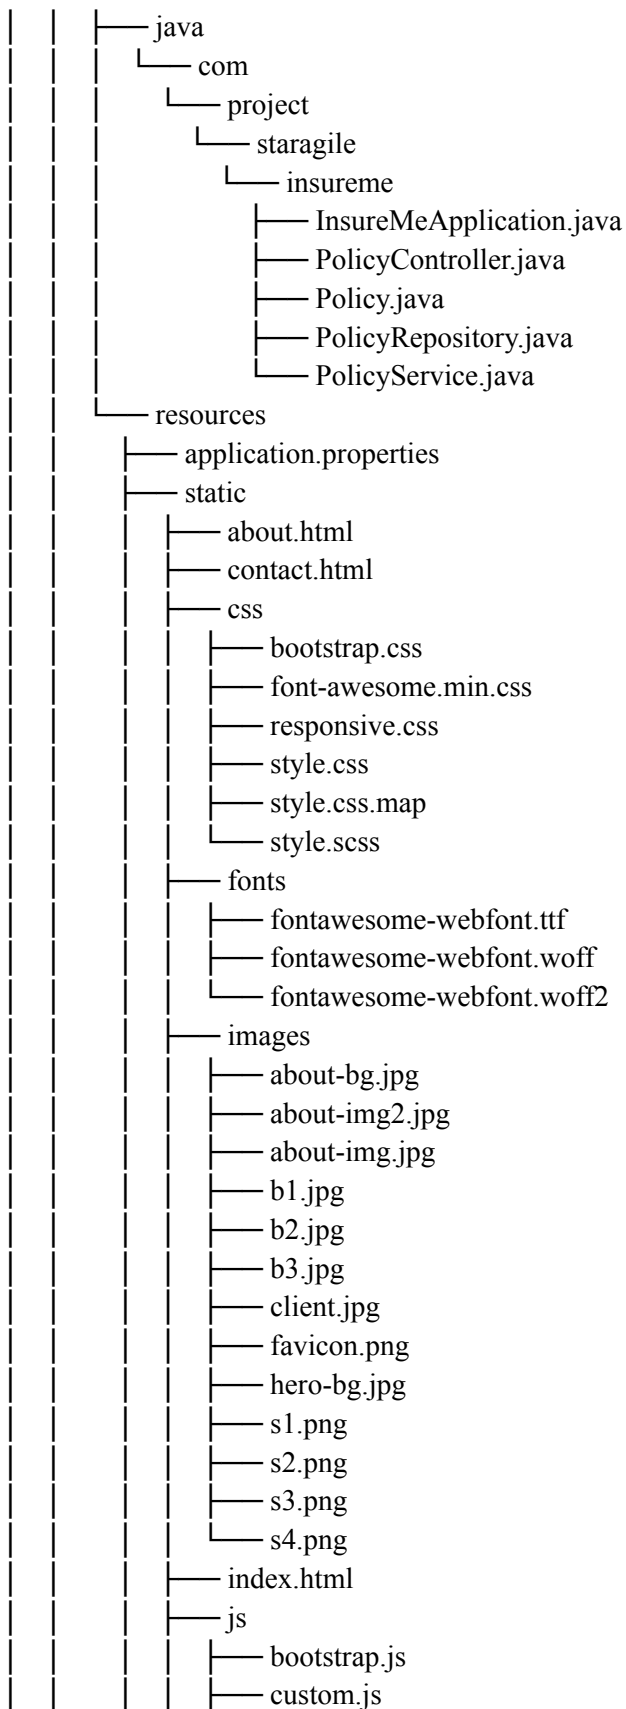 java
com
project
staragile
insureme
InsureMeApplication.java
PolicyController.java
Policy.java
PolicyRepository.java
PolicyService.java
resources
application.properties
static
about.html
contact.html
css
bootstrap.css
font-awesome.min.css
responsive.css
style.css
style.css.map
style.scss
fonts
fontawesome-webfont.ttf
fontawesome-webfont.woff
fontawesome-webfont.woff2
images
about-bg.jpg
about-img2.jpg
about-img.jpg
b1.jpg
b2.jpg
b3.jpg
client.jpg
favicon.png
hero-bg.jpg
s1.png
s2.png
s3.png
s4.png
index.html
js
bootstrap.js
custom.js